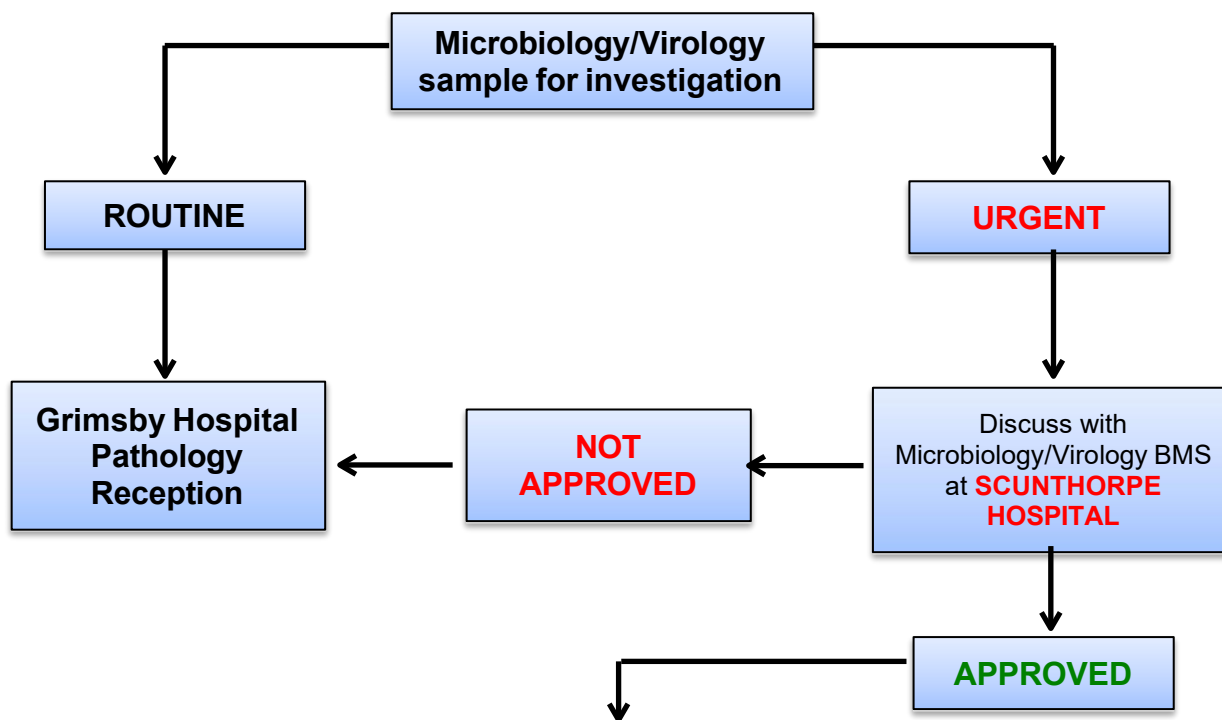 Microbiology/Virology
sample for investigation
ROUTINE
URGENT
Grimsby Hospital
Pathology
Reception
NOT
APPROVED
Discuss with
Microbiology/Virology BMS
at SCUNTHORPE
HOSPITAL
APPROVED